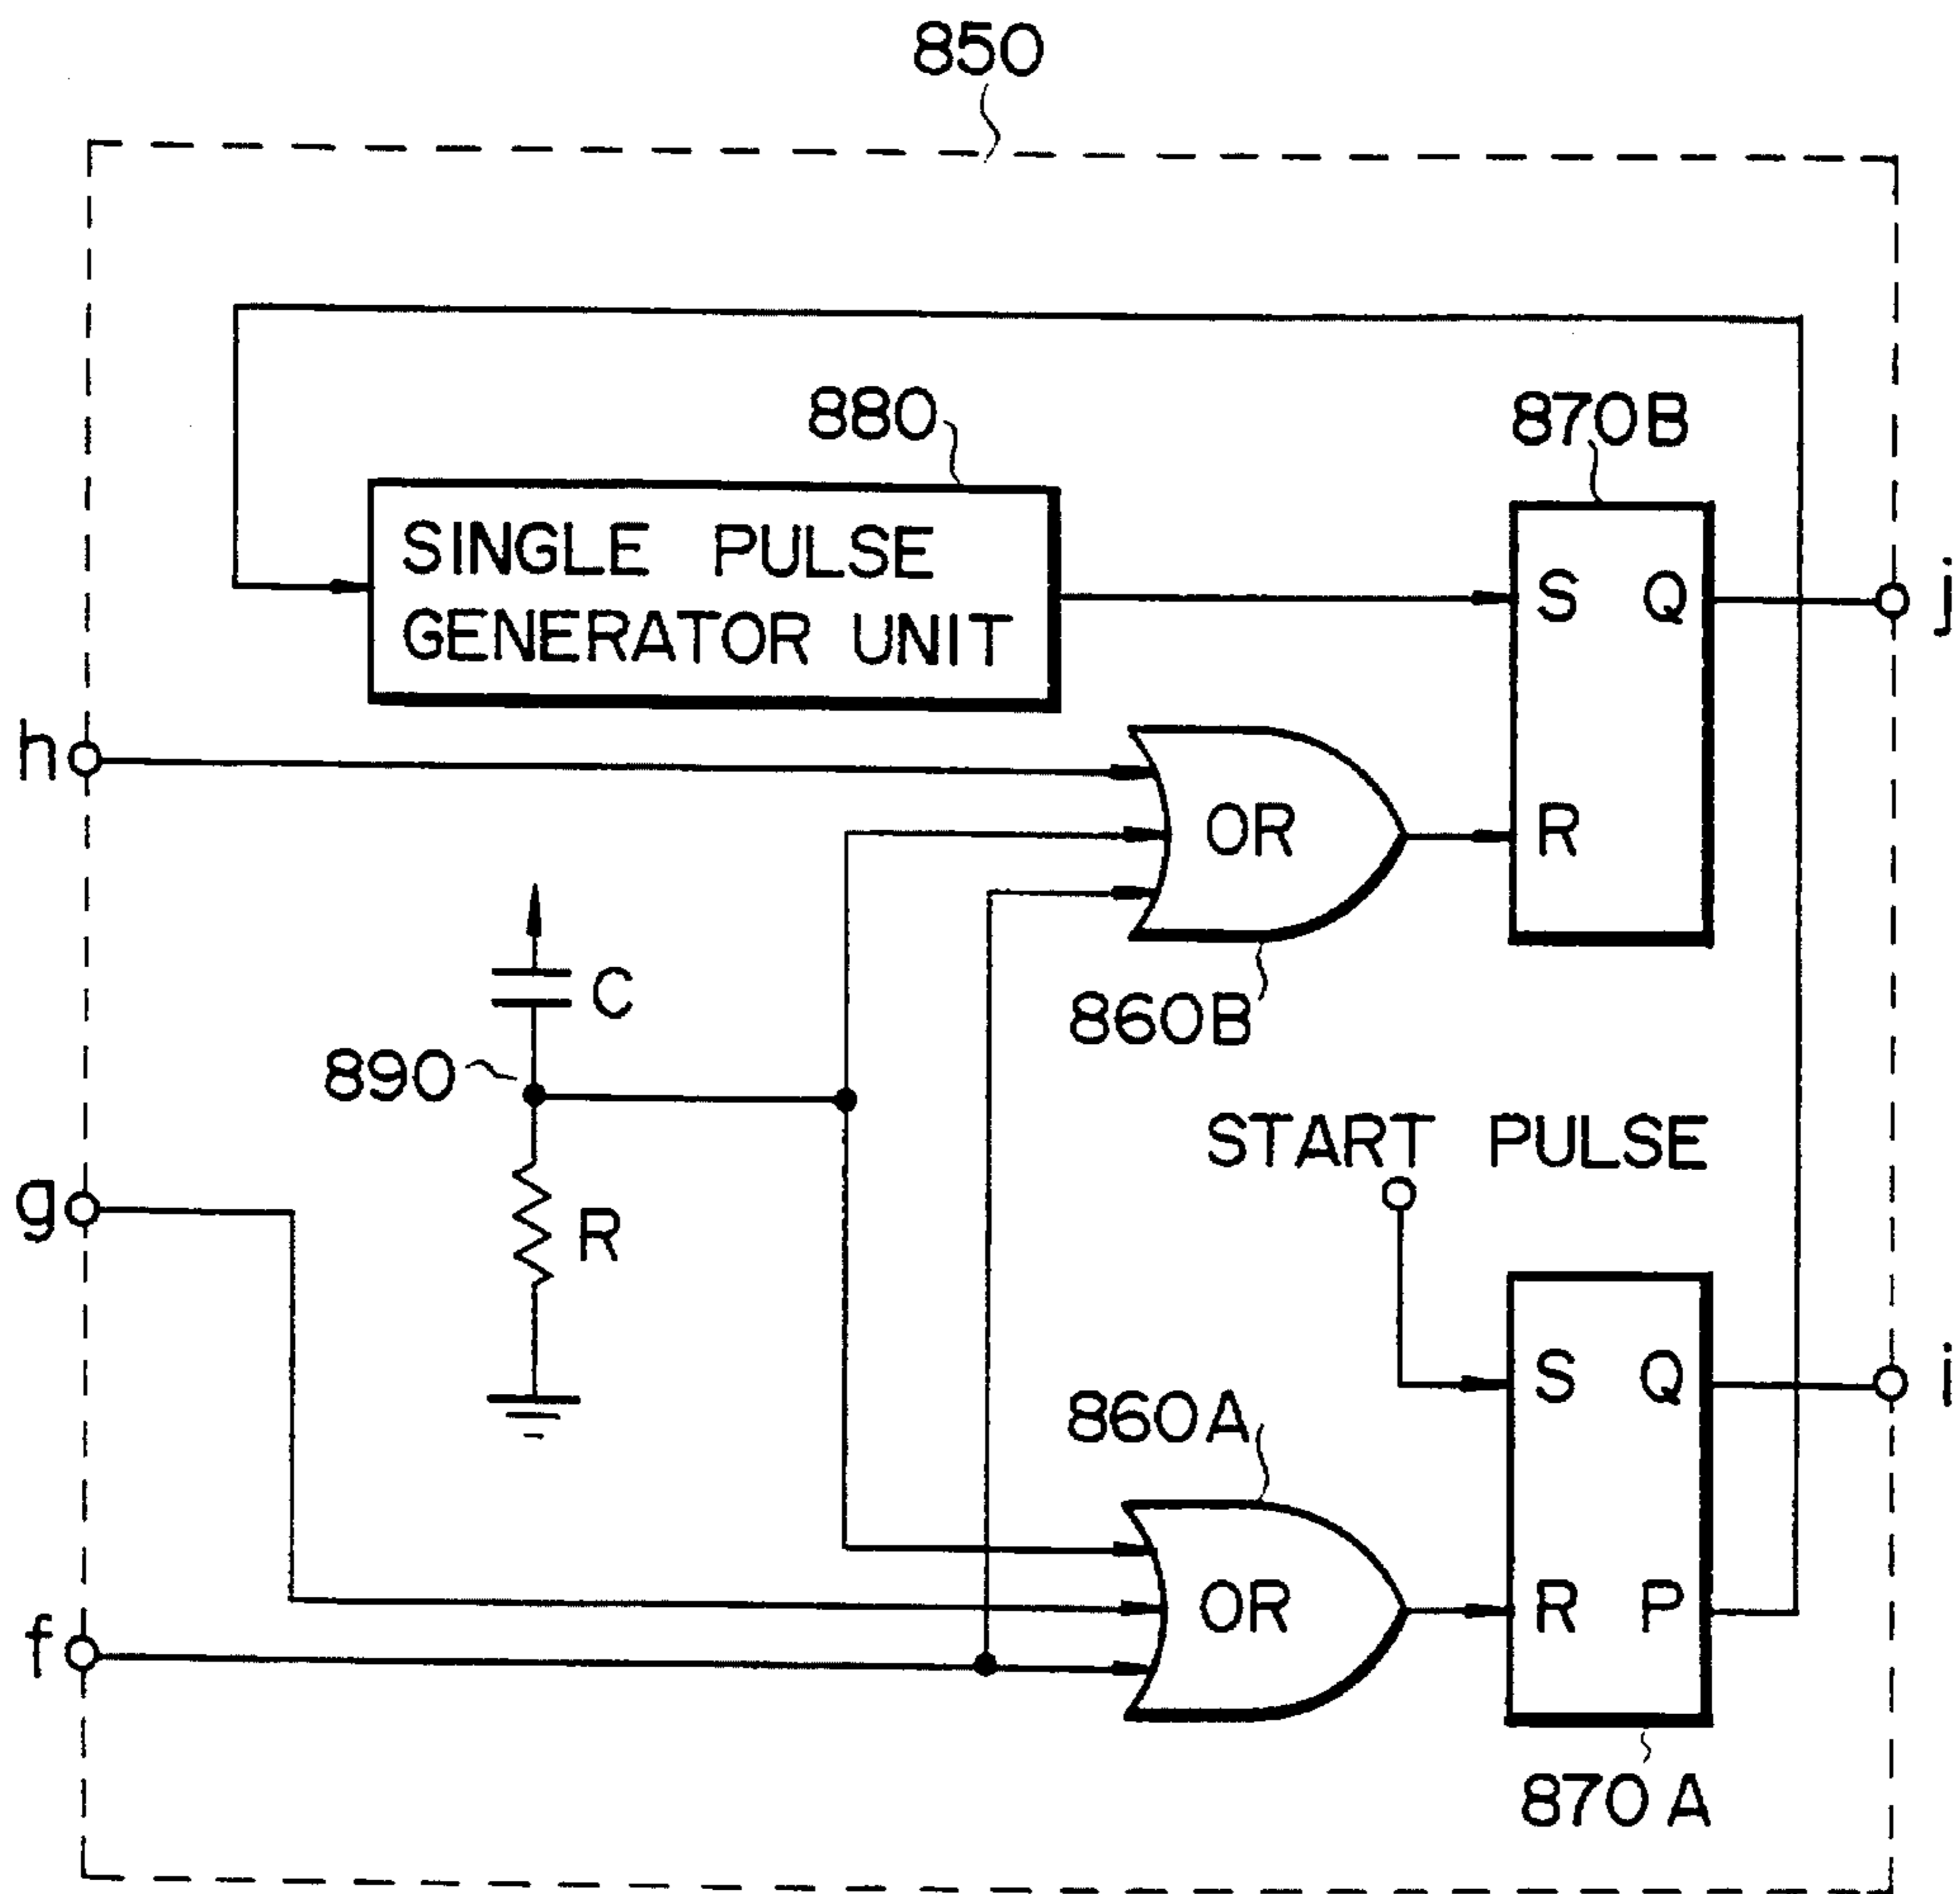 850
880
870B
SINGLE PULSE
GENERATOR UNIT
S Q
j
h
OR
R
C
860B
890
START PULSE
g
R
S Q
i
860A
OR
R P
f
870A